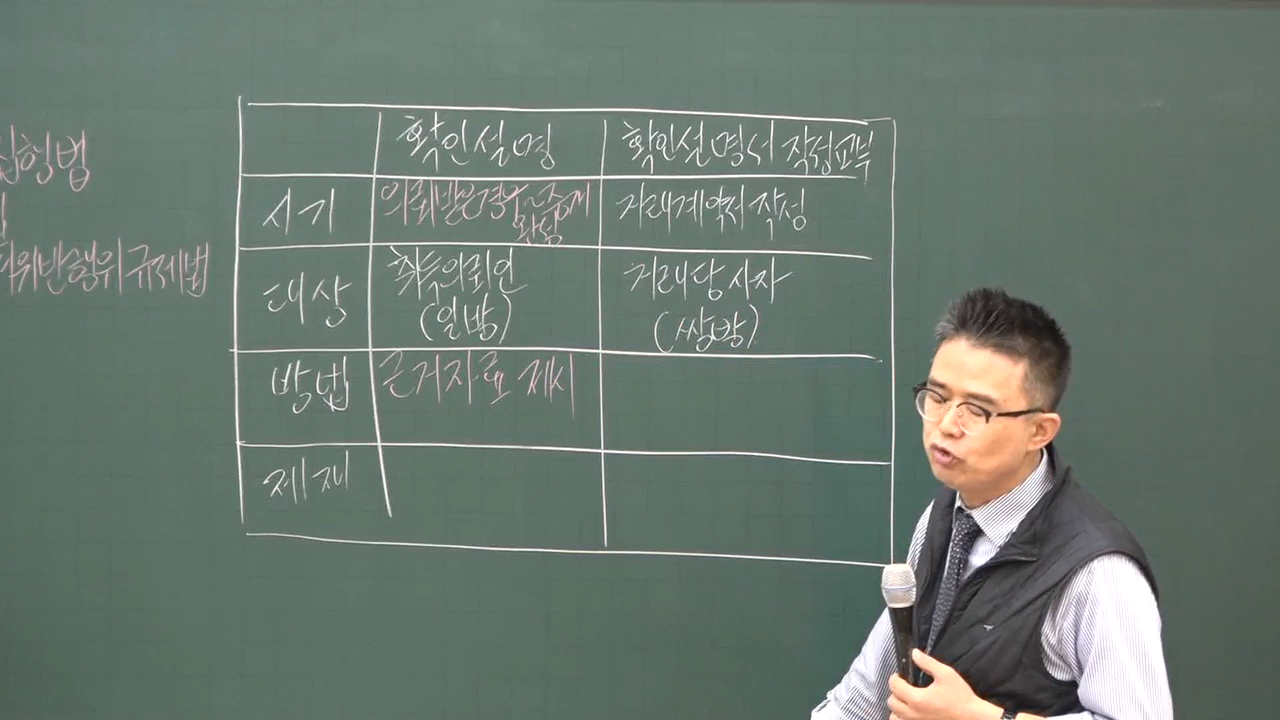 집행법
위반행위규제법
확인설명
확인설명서 작성교부
시기
의뢰받은경우~중개
완성
거래계약서 작성
대상
취득의뢰인
(일방)
거래당사자
(쌍방)
방법
근거자료 제시
제재